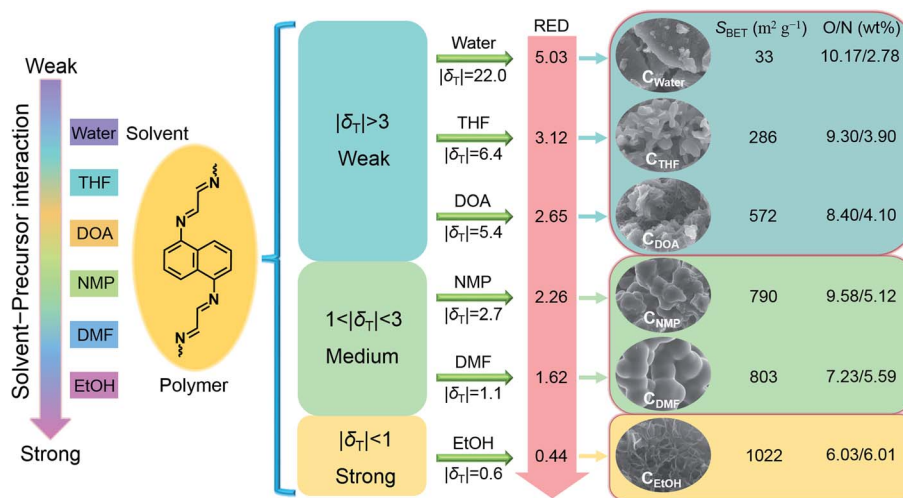 Weak
Solvent–Precursor interaction
Strong
Water
Solvent
THF
DOA
NMP
DMF
EtOH
N
N
N
N
Polymer
|δT|>3
Weak
1<|δT|<3
Medium
|δT|<1
Strong
Water
|δT|=22.0
THF
|δT|=6.4
DOA
|δT|=5.4
NMP
|δT|=2.7
DMF
|δT|=1.1
EtOH
|δT|=0.6
RED
5.03
3.12
2.65
2.26
1.62
0.44
SBET (m² g⁻¹) O/N (wt%)
CWater 33 10.17/2.78
CTHF 286 9.30/3.90
CDOA 572 8.40/4.10
CNMP 790 9.58/5.12
CDMF 803 7.23/5.59
CEtOH 1022 6.03/6.01